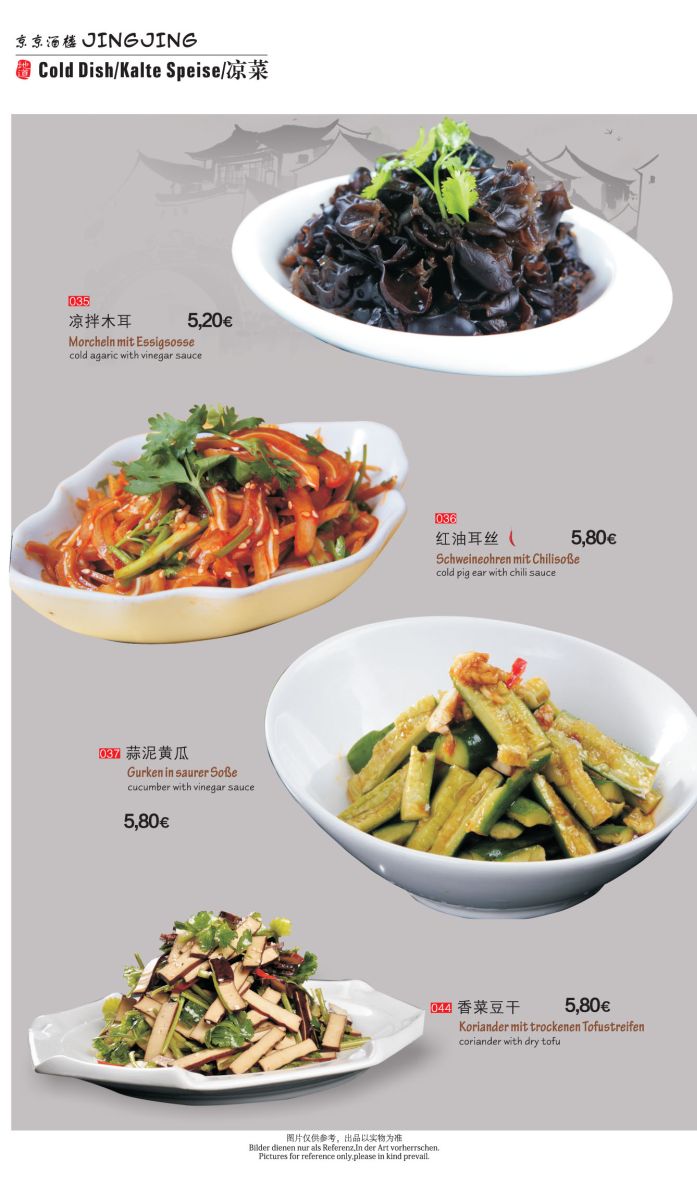 京京酒楼 JINGJING
地道 Cold Dish/Kalte Speise/凉菜
035
凉拌木耳 5,20€
Morcheln mit Essigsosse
cold agaric with vinegar sauce
036
红油耳丝 5,80€
Schweineohren mit Chilisoße
cold pig ear with chili sauce
037 蒜泥黄瓜
Gurken in saurer Soße
cucumber with vinegar sauce
5,80€
044 香菜豆干 5,80€
Koriander mit trockenen Tofustreifen
coriander with dry tofu
图片仅供参考，出品以实物为准
Bilder dienen nur als Referenz,In der Art vorherrschen.
Pictures for reference only,please in kind prevail.